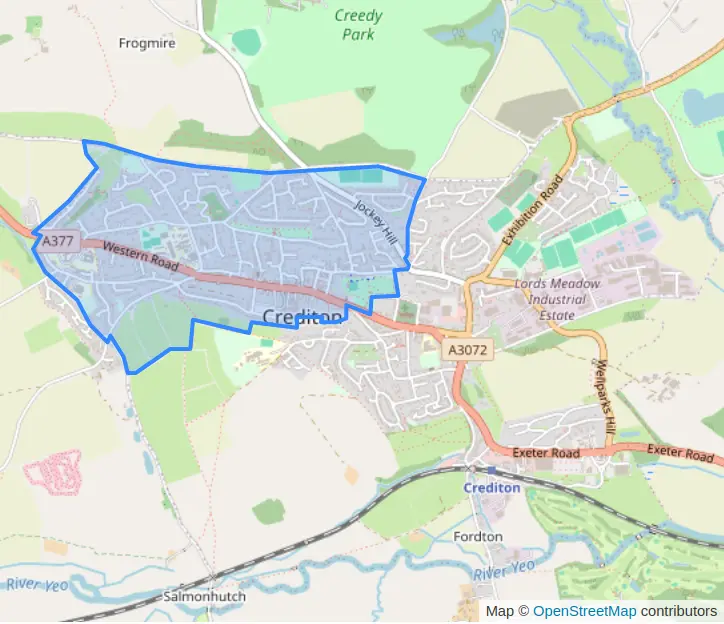 Creedy
Park
Frogmire
Jockey Hill
Exhibition Road
A377
Western Road
Lords Meadow
Industrial
Estate
Crediton
A3072
Wellparks Hill
Exeter Road
Exeter Road
Crediton
Fordton
River Yeo
River Yeo
Salmonhutch
Map © OpenStreetMap contributors